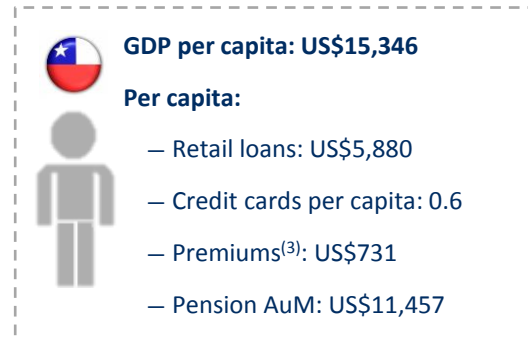 GDP per capita: US$15,346
Per capita:
— Retail loans: US$5,880
— Credit cards per capita: 0.6
— Premiums(3): US$731
— Pension AuM: US$11,457